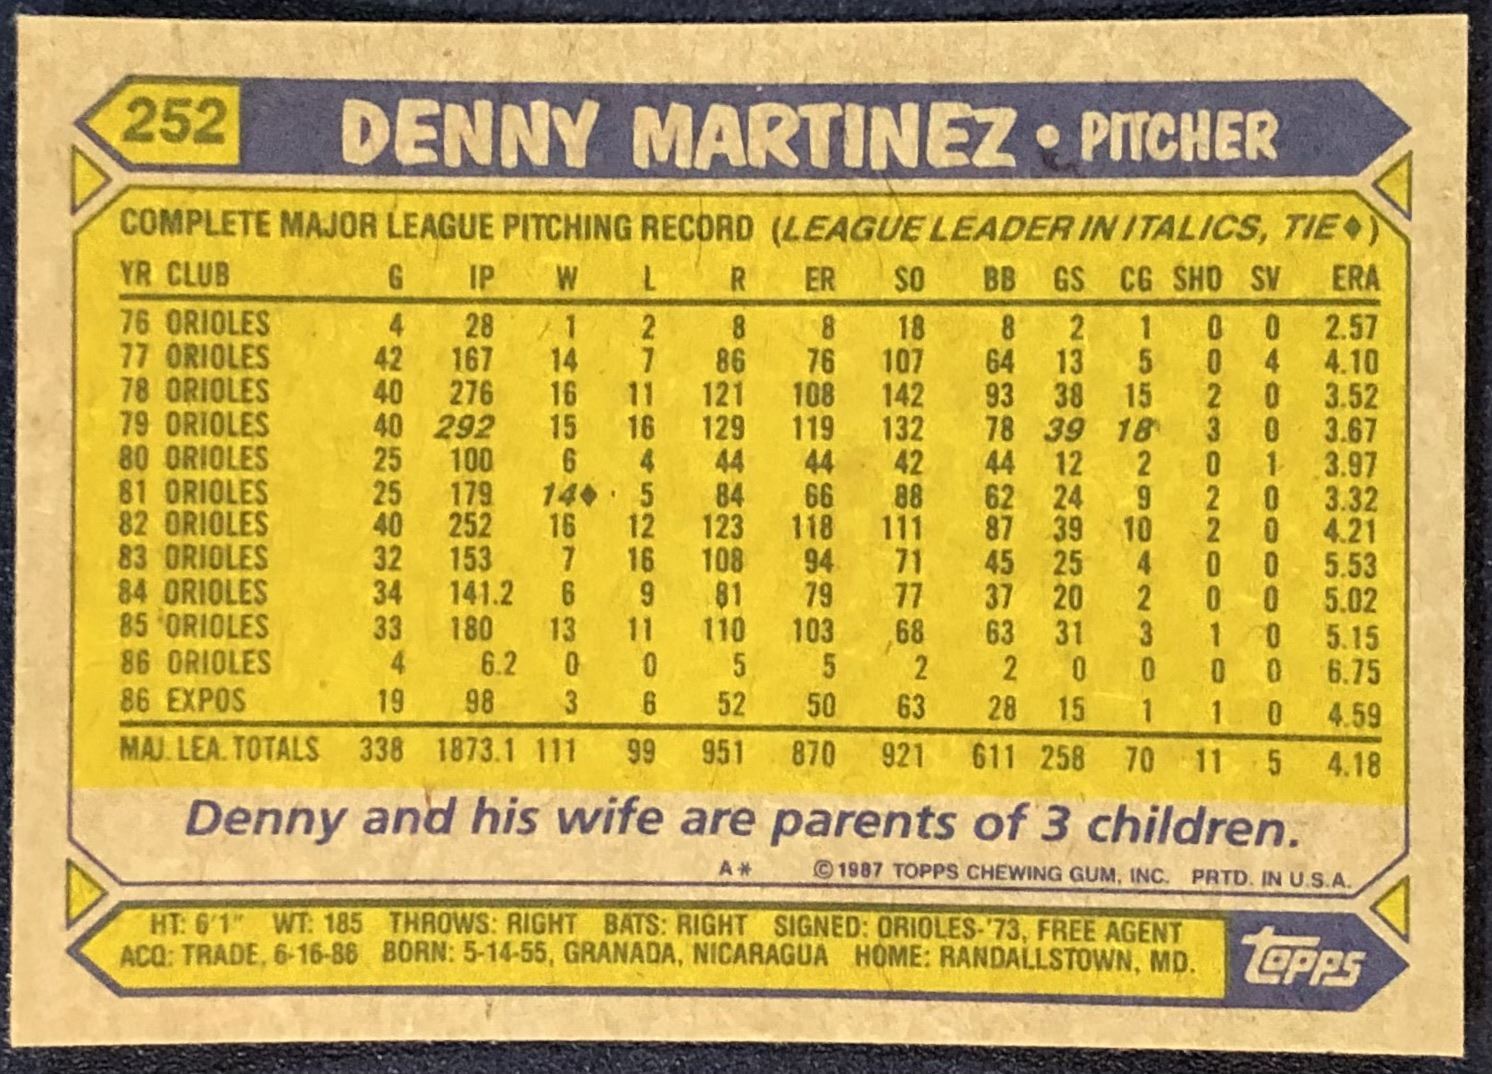 252 DENNY MARTINEZ • PITCHER
COMPLETE MAJOR LEAGUE PITCHING RECORD (LEAGUE LEADER IN ITALICS, TIE♦)
YR CLUB G IP W L R ER SO BB GS CG SHO SV ERA
76 ORIOLES 4 28 1 2 8 8 18 8 2 1 0 0 2.57
77 ORIOLES 42 167 14 7 86 76 107 64 13 5 0 4 4.10
78 ORIOLES 40 276 16 11 121 108 142 93 38 15 2 0 3.52
79 ORIOLES 40 292 15 16 129 119 132 78 39 18 3 0 3.67
80 ORIOLES 25 100 6 4 44 44 42 44 12 2 0 1 3.97
81 ORIOLES 25 179 14♦ 5 84 66 88 62 24 9 2 0 3.32
82 ORIOLES 40 252 16 12 123 118 111 87 39 10 2 0 4.21
83 ORIOLES 32 153 7 16 108 94 71 45 25 4 0 0 5.53
84 ORIOLES 34 141.2 6 9 81 79 77 37 20 2 0 0 5.02
85 ORIOLES 33 180 13 11 110 103 68 63 31 3 1 0 5.15
86 ORIOLES 4 6.2 0 0 5 5 2 2 0 0 0 0 6.75
86 EXPOS 19 98 3 6 52 50 63 28 15 1 1 0 4.59
MAJ. LEA. TOTALS 338 1873.1 111 99 951 870 921 611 258 70 11 5 4.18
Denny and his wife are parents of 3 children.
A* ©1987 TOPPS CHEWING GUM, INC. PRTD. IN U.S.A.
HT: 6'1" WT: 185 THROWS: RIGHT BATS: RIGHT SIGNED: ORIOLES-'73, FREE AGENT
ACQ: TRADE, 6-16-86 BORN: 5-14-55, GRANADA, NICARAGUA HOME: RANDALLSTOWN, MD.
topps